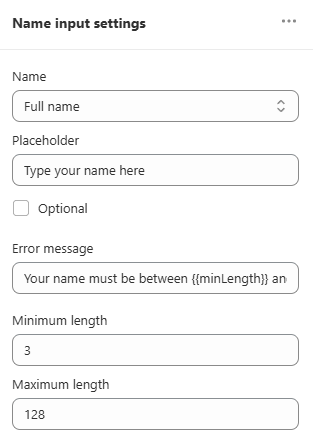 Name input settings
Name
Full name
Placeholder
Type your name here
Optional
Error message
Your name must be between {{minLength}} an
Minimum length
3
Maximum length
128